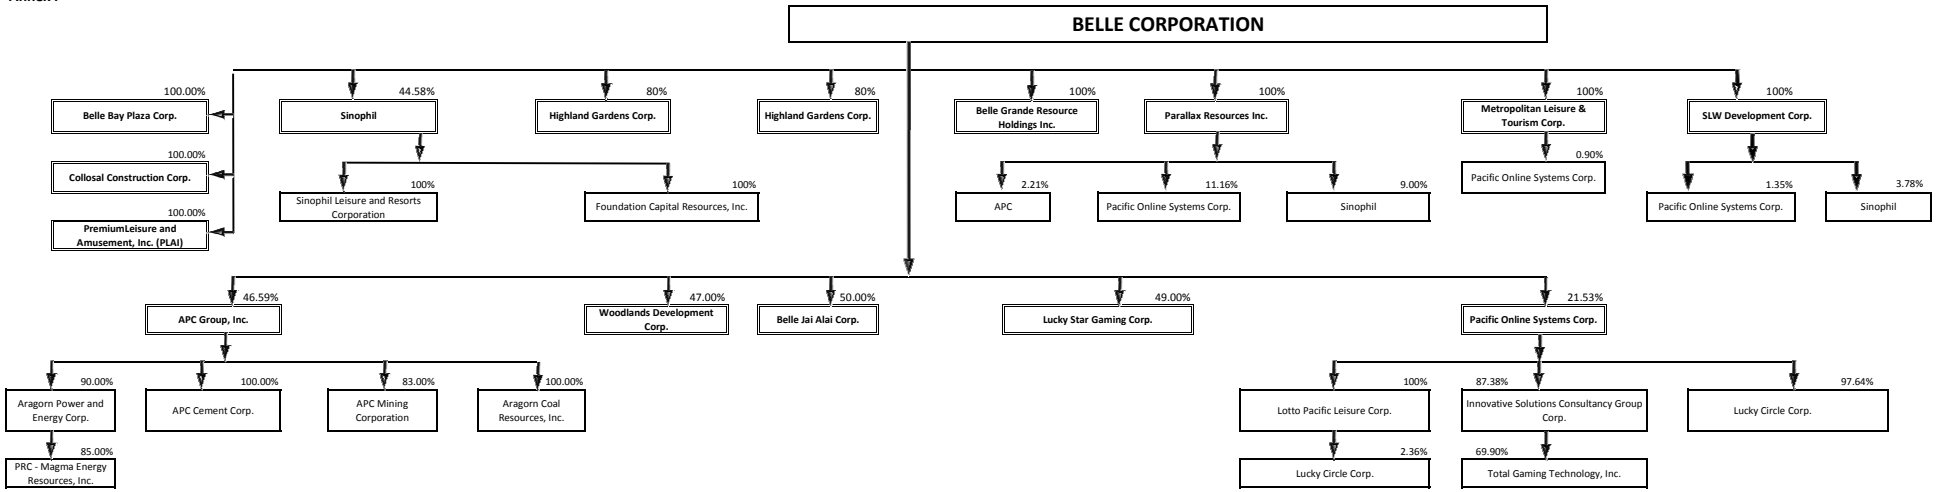 BELLE CORPORATION
100.00%
44.58%
80%
80%
100%
100%
100%
100%
Belle Bay Plaza Corp.
Sinophil
Highland Gardens Corp.
Highland Gardens Corp.
Belle Grande Resource
Holdings Inc.
Parallax Resources Inc.
Metropolitan Leisure &
Tourism Corp.
SLW Development Corp.
100.00%
Collosal Construction Corp.
100.00%
PremiumLeisure and
Amusement, Inc. (PLAI)
100%
Sinophil Leisure and Resorts
Corporation
100%
Foundation Capital Resources, Inc.
2.21%
APC
11.16%
Pacific Online Systems Corp.
9.00%
Sinophil
0.90%
Pacific Online Systems Corp.
1.35%
Pacific Online Systems Corp.
3.78%
Sinophil
46.59%
APC Group, Inc.
47.00%
Woodlands Development
Corp.
50.00%
Belle Jai Alai Corp.
49.00%
Lucky Star Gaming Corp.
21.53%
Pacific Online Systems Corp.
90.00%
Aragorn Power and
Energy Corp.
100.00%
APC Cement Corp.
83.00%
APC Mining
Corporation
100.00%
Aragorn Coal
Resources, Inc.
100%
Lotto Pacific Leisure Corp.
87.38%
Innovative Solutions Consultancy Group
Corp.
97.64%
Lucky Circle Corp.
85.00%
PRC - Magma Energy
Resources, Inc.
2.36%
Lucky Circle Corp.
69.90%
Total Gaming Technology, Inc.